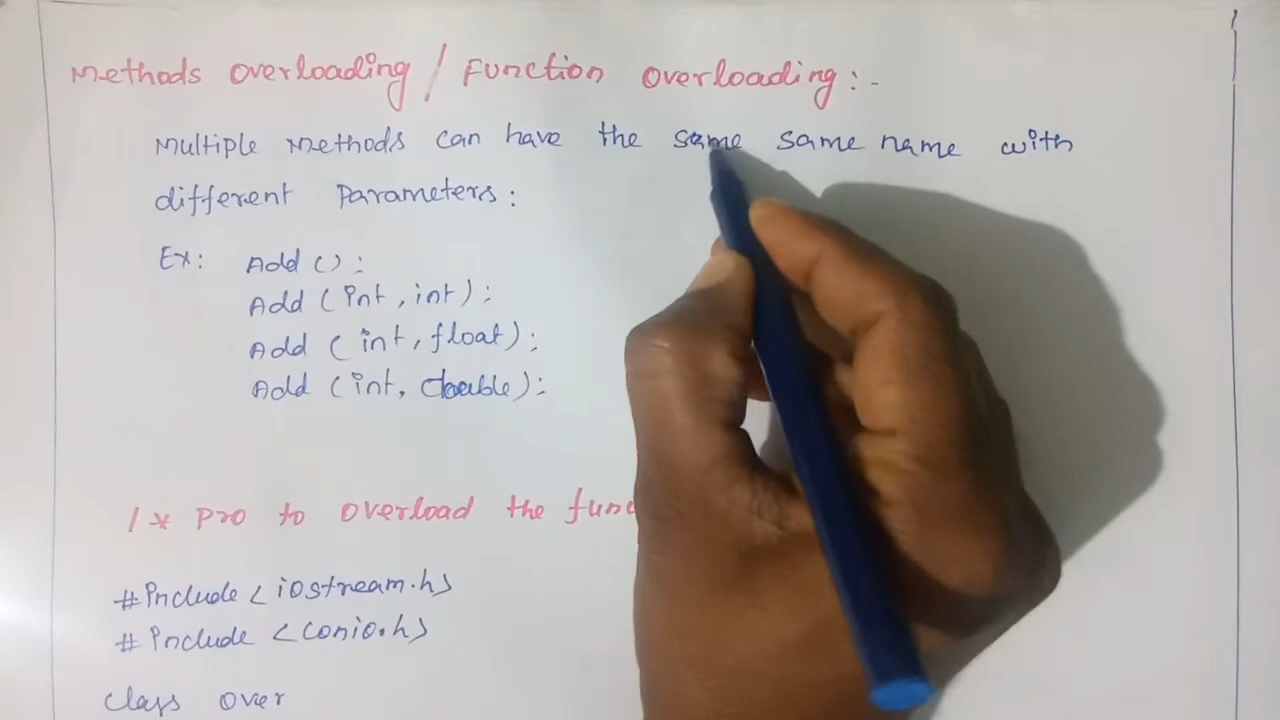 Methods overloading / Function overloading :-
Multiple Methods can have the same same name with
different Parameters :
Ex: Add () ;
Add (int , int) ;
Add ( int , float) ;
Add (int, double) ;
/* Pro to overload the func
#include < iostream.h>
#include <conio.h>
class over